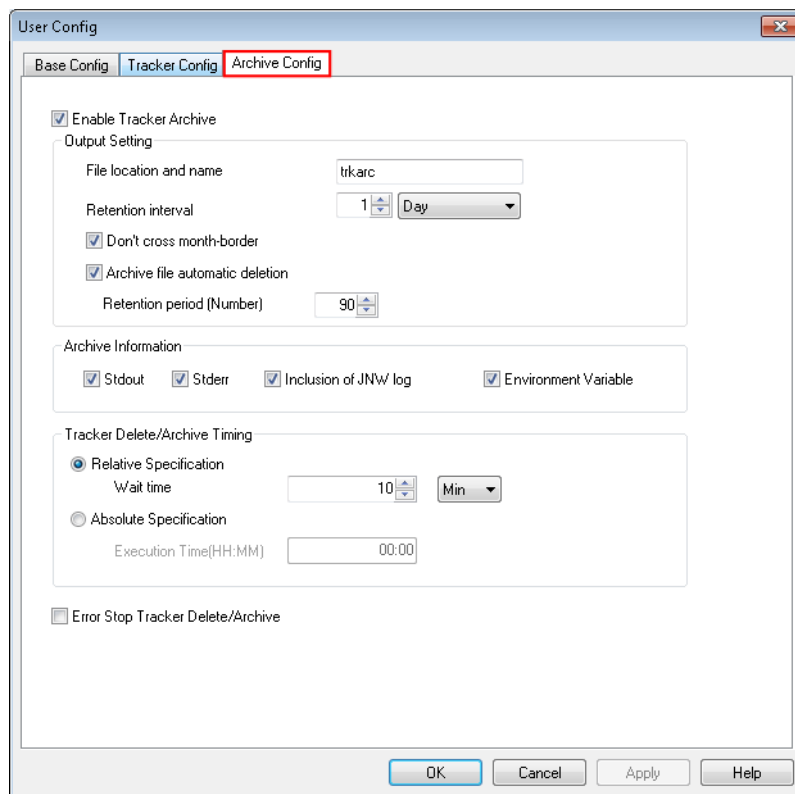 User Config
Base Config Tracker Config Archive Config
Enable Tracker Archive
Output Setting
File location and name trkarc
Retention interval 1 Day
Don't cross month-border
Archive file automatic deletion
Retention period (Number) 90
Archive Information
Stdout Stderr Inclusion of JNW log Environment Variable
Tracker Delete/Archive Timing
Relative Specification
Wait time 10 Min
Absolute Specification
Execution Time(HH:MM) 00:00
Error Stop Tracker Delete/Archive
OK Cancel Apply Help